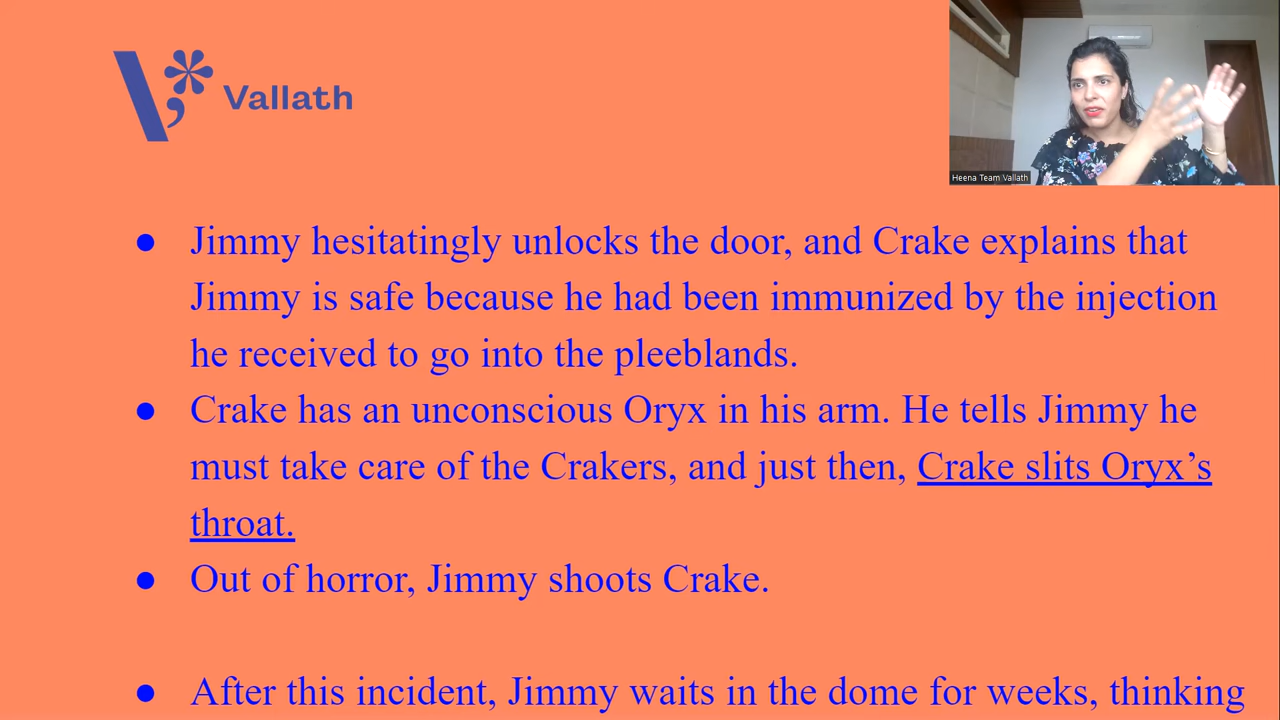 Vallath
Heena Team Vallath
● Jimmy hesitatingly unlocks the door, and Crake explains that
Jimmy is safe because he had been immunized by the injection
he received to go into the pleeblands.
● Crake has an unconscious Oryx in his arm. He tells Jimmy he
must take care of the Crakers, and just then, Crake slits Oryx’s
throat.
● Out of horror, Jimmy shoots Crake.
● After this incident, Jimmy waits in the dome for weeks, thinking